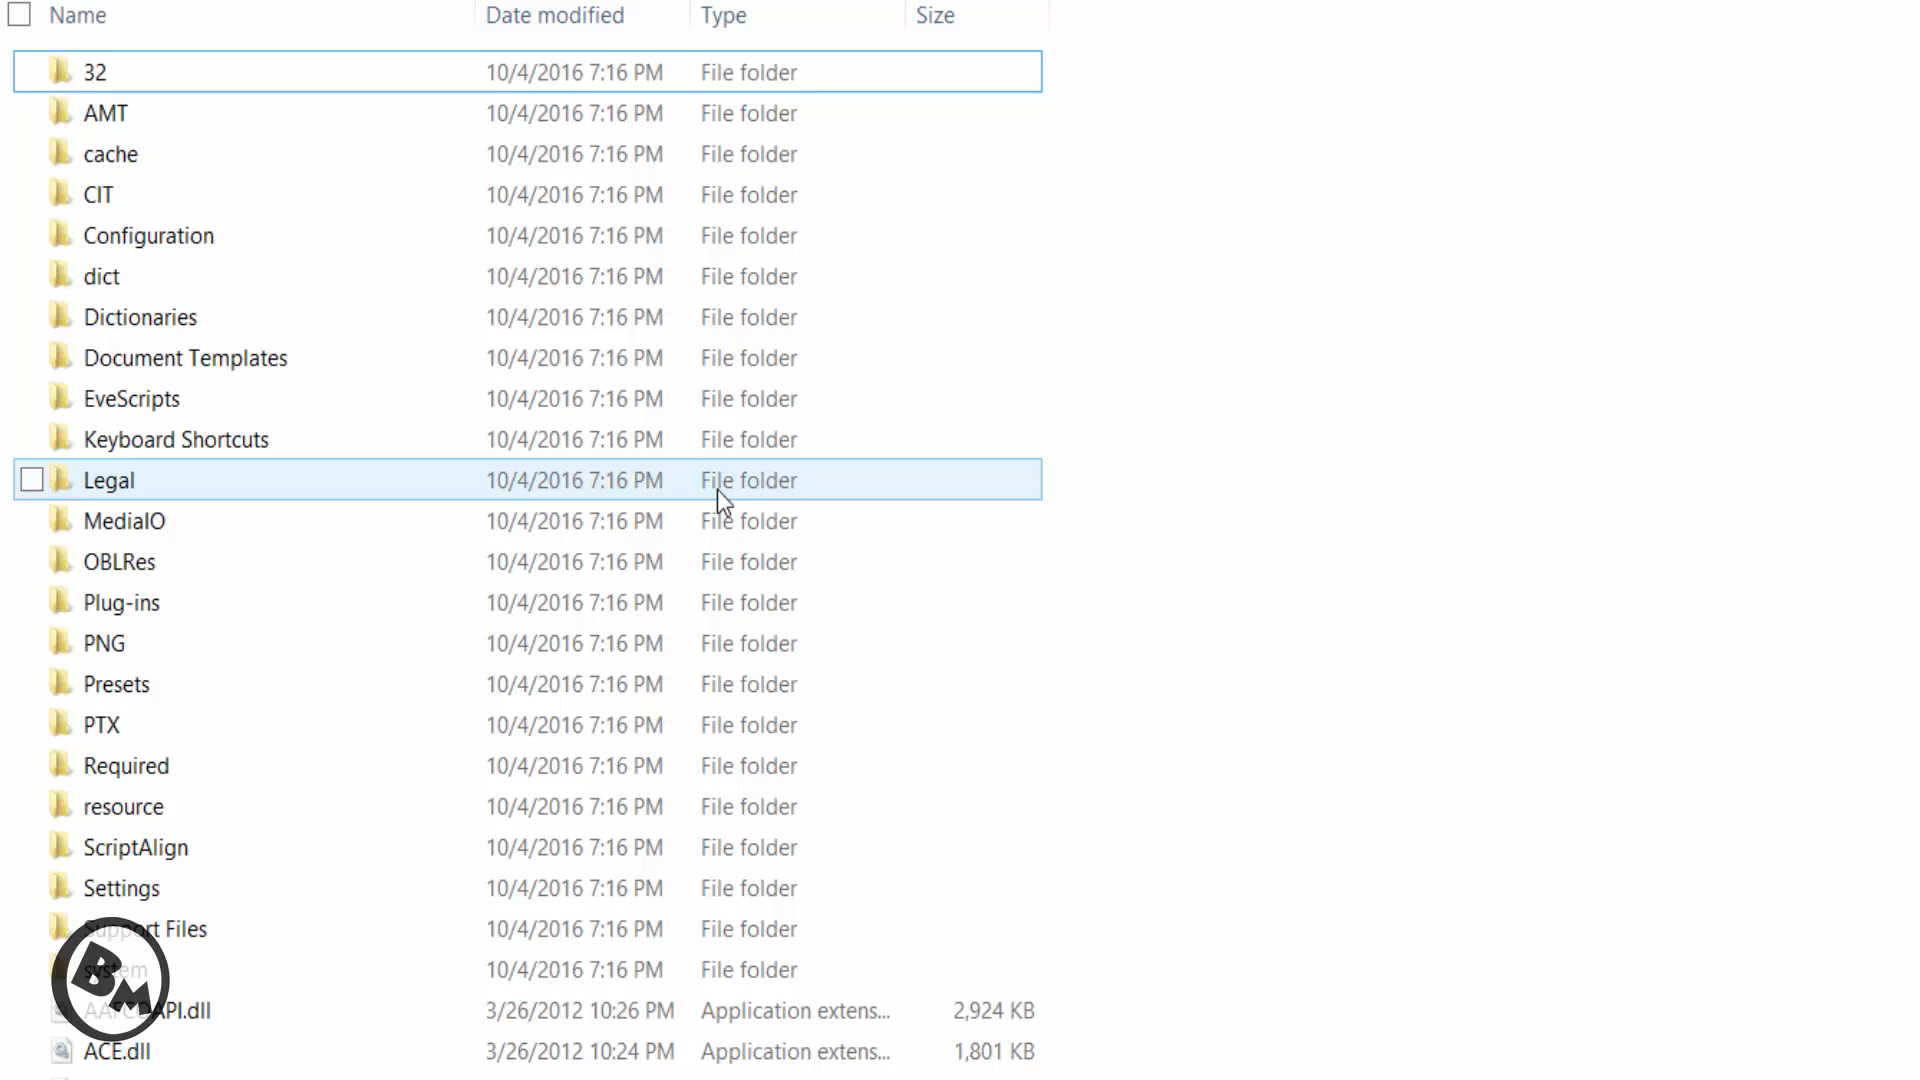 Name Date modified Type Size
32 10/4/2016 7:16 PM File folder
AMT 10/4/2016 7:16 PM File folder
cache 10/4/2016 7:16 PM File folder
CIT 10/4/2016 7:16 PM File folder
Configuration 10/4/2016 7:16 PM File folder
dict 10/4/2016 7:16 PM File folder
Dictionaries 10/4/2016 7:16 PM File folder
Document Templates 10/4/2016 7:16 PM File folder
EveScripts 10/4/2016 7:16 PM File folder
Keyboard Shortcuts 10/4/2016 7:16 PM File folder
Legal 10/4/2016 7:16 PM File folder
MediaIO 10/4/2016 7:16 PM File folder
OBLRes 10/4/2016 7:16 PM File folder
Plug-ins 10/4/2016 7:16 PM File folder
PNG 10/4/2016 7:16 PM File folder
Presets 10/4/2016 7:16 PM File folder
PTX 10/4/2016 7:16 PM File folder
Required 10/4/2016 7:16 PM File folder
resource 10/4/2016 7:16 PM File folder
ScriptAlign 10/4/2016 7:16 PM File folder
Settings 10/4/2016 7:16 PM File folder
Support Files 10/4/2016 7:16 PM File folder
system 10/4/2016 7:16 PM File folder
3/26/2012 10:26 PM Application extens... 2,924 KB
ACE.dll 3/26/2012 10:24 PM Application extens... 1,801 KB
BM